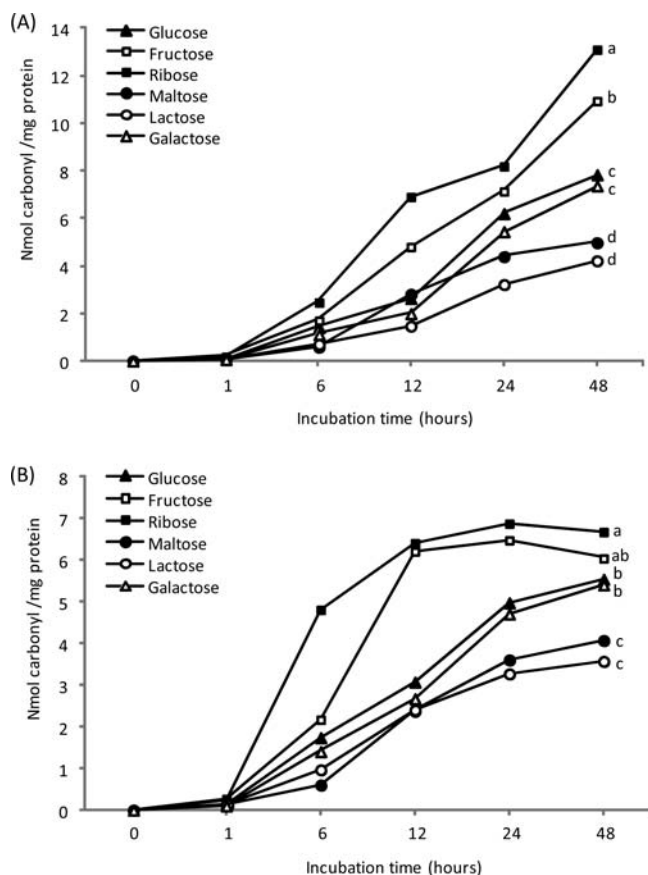 (A)
Nmol carbonyl /mg protein
14
12
10
8
6
4
2
0
Glucose
Fructose
Ribose
Maltose
Lactose
Galactose
a
b
c
c
d
d
0 1 6 12 24 48
Incubation time (hours)
(B)
Nmol carbonyl /mg protein
8
7
6
5
4
3
2
1
0
Glucose
Fructose
Ribose
Maltose
Lactose
Galactose
a
ab
b
b
c
c
0 1 6 12 24 48
Incubation time (hours)